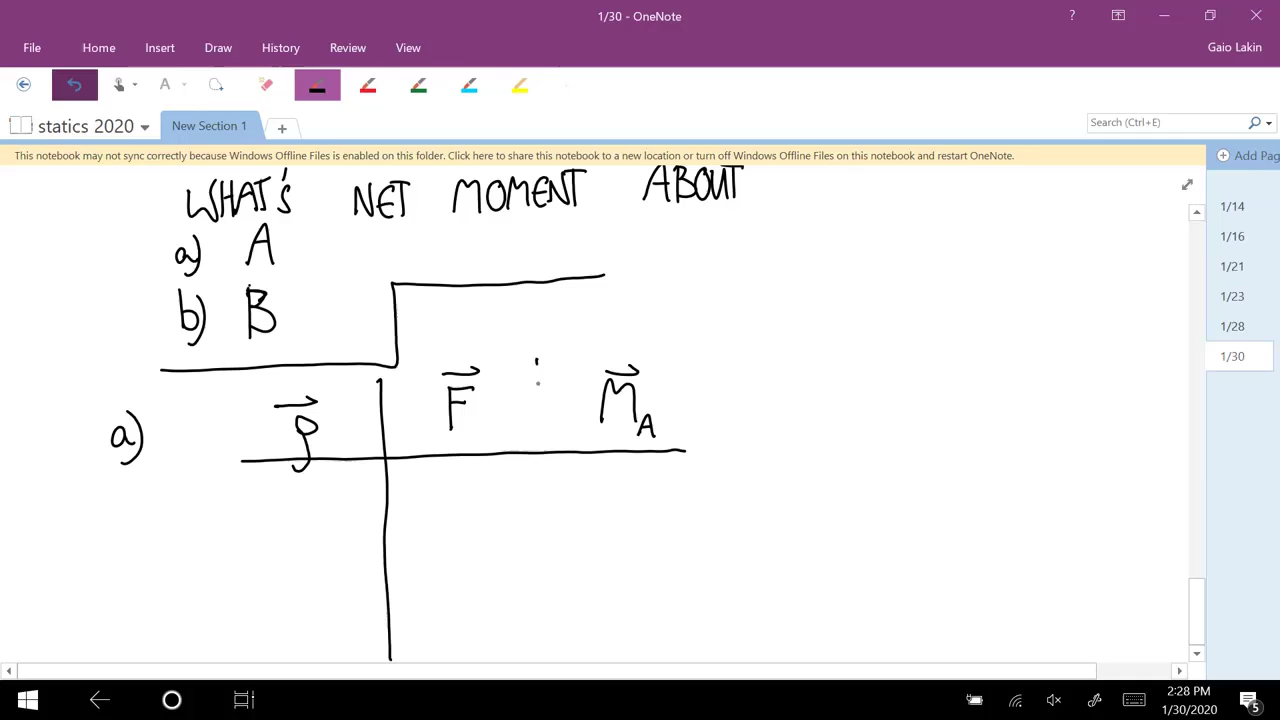 1/30 - OneNote
?
File Home Insert Draw History Review View
Gaio Lakin
A
statics 2020
New Section 1
+
Search (Ctrl+E)
This notebook may not sync correctly because Windows Offline Files is enabled on this folder. Click here to share this notebook to a new location or turn off Windows Offline Files on this notebook and restart OneNote.
Add Pag
1/14
1/16
1/21
1/23
1/28
1/30
WHAT'S NET MOMENT ABOUT
a) A
b) B
a)
F M A
2:28 PM
1/30/2020
5